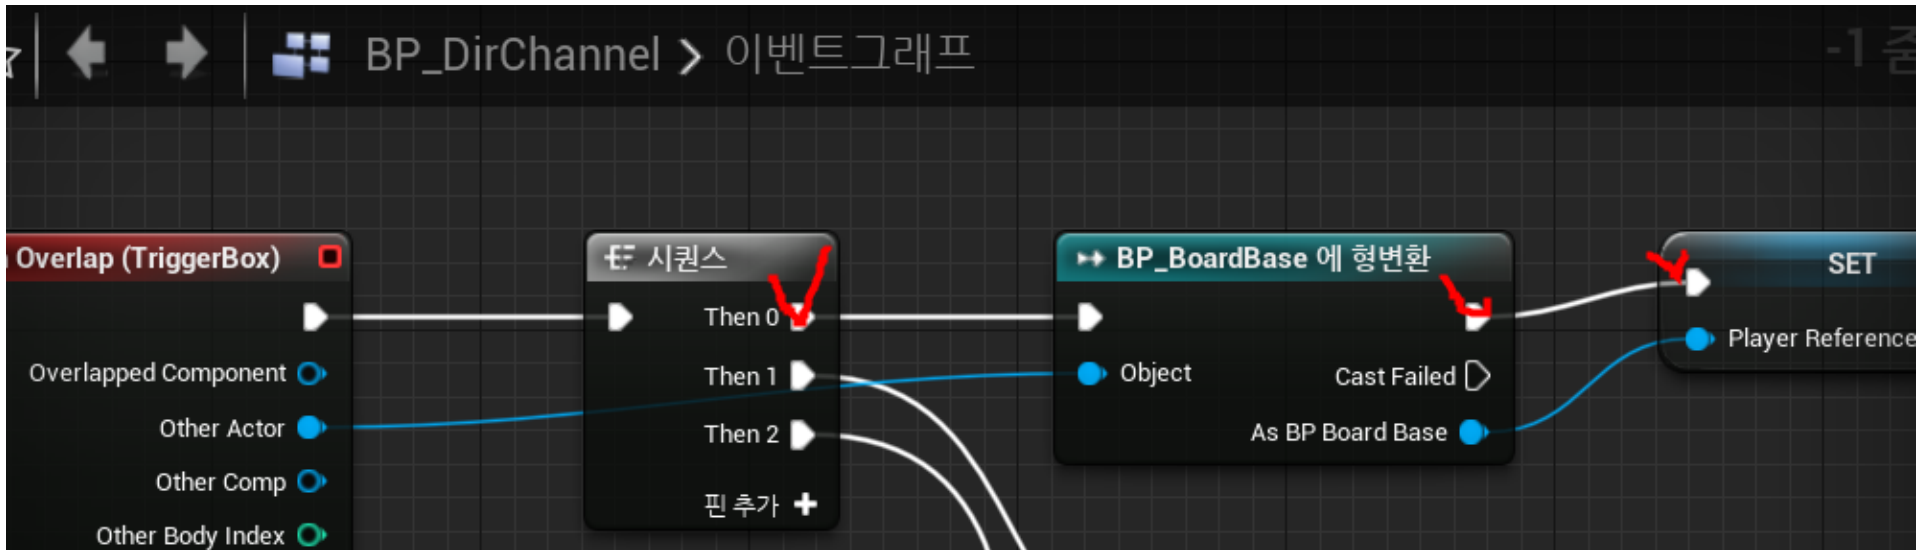 BP_DirChannel > 이벤트그래프
-1 줌
Overlap (TriggerBox)
Overlapped Component
Other Actor
Other Comp
Other Body Index
시퀀스
Then 0
Then 1
Then 2
핀 추가 +
BP_BoardBase 에 형변환
Object
Cast Failed
As BP Board Base
SET
Player Reference